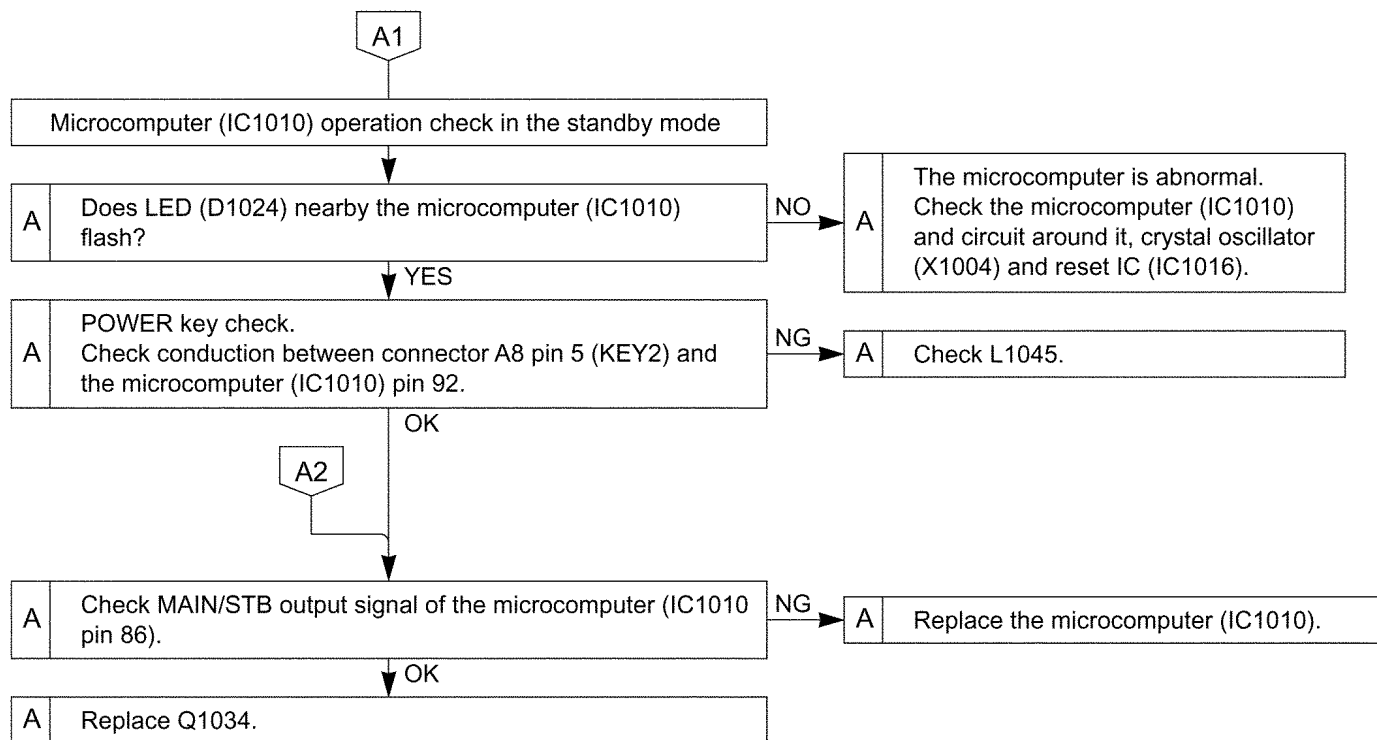 A1
Microcomputer (IC1010) operation check in the standby mode
A
Does LED (D1024) nearby the microcomputer (IC1010)
flash?
NO
A
The microcomputer is abnormal.
Check the microcomputer (IC1010)
and circuit around it, crystal oscillator
(X1004) and reset IC (IC1016).
YES
A
POWER key check.
Check conduction between connector A8 pin 5 (KEY2) and
the microcomputer (IC1010) pin 92.
NG
A
Check L1045.
OK
A2
A
Check MAIN/STB output signal of the microcomputer (IC1010
pin 86).
NG
A
Replace the microcomputer (IC1010).
OK
A
Replace Q1034.